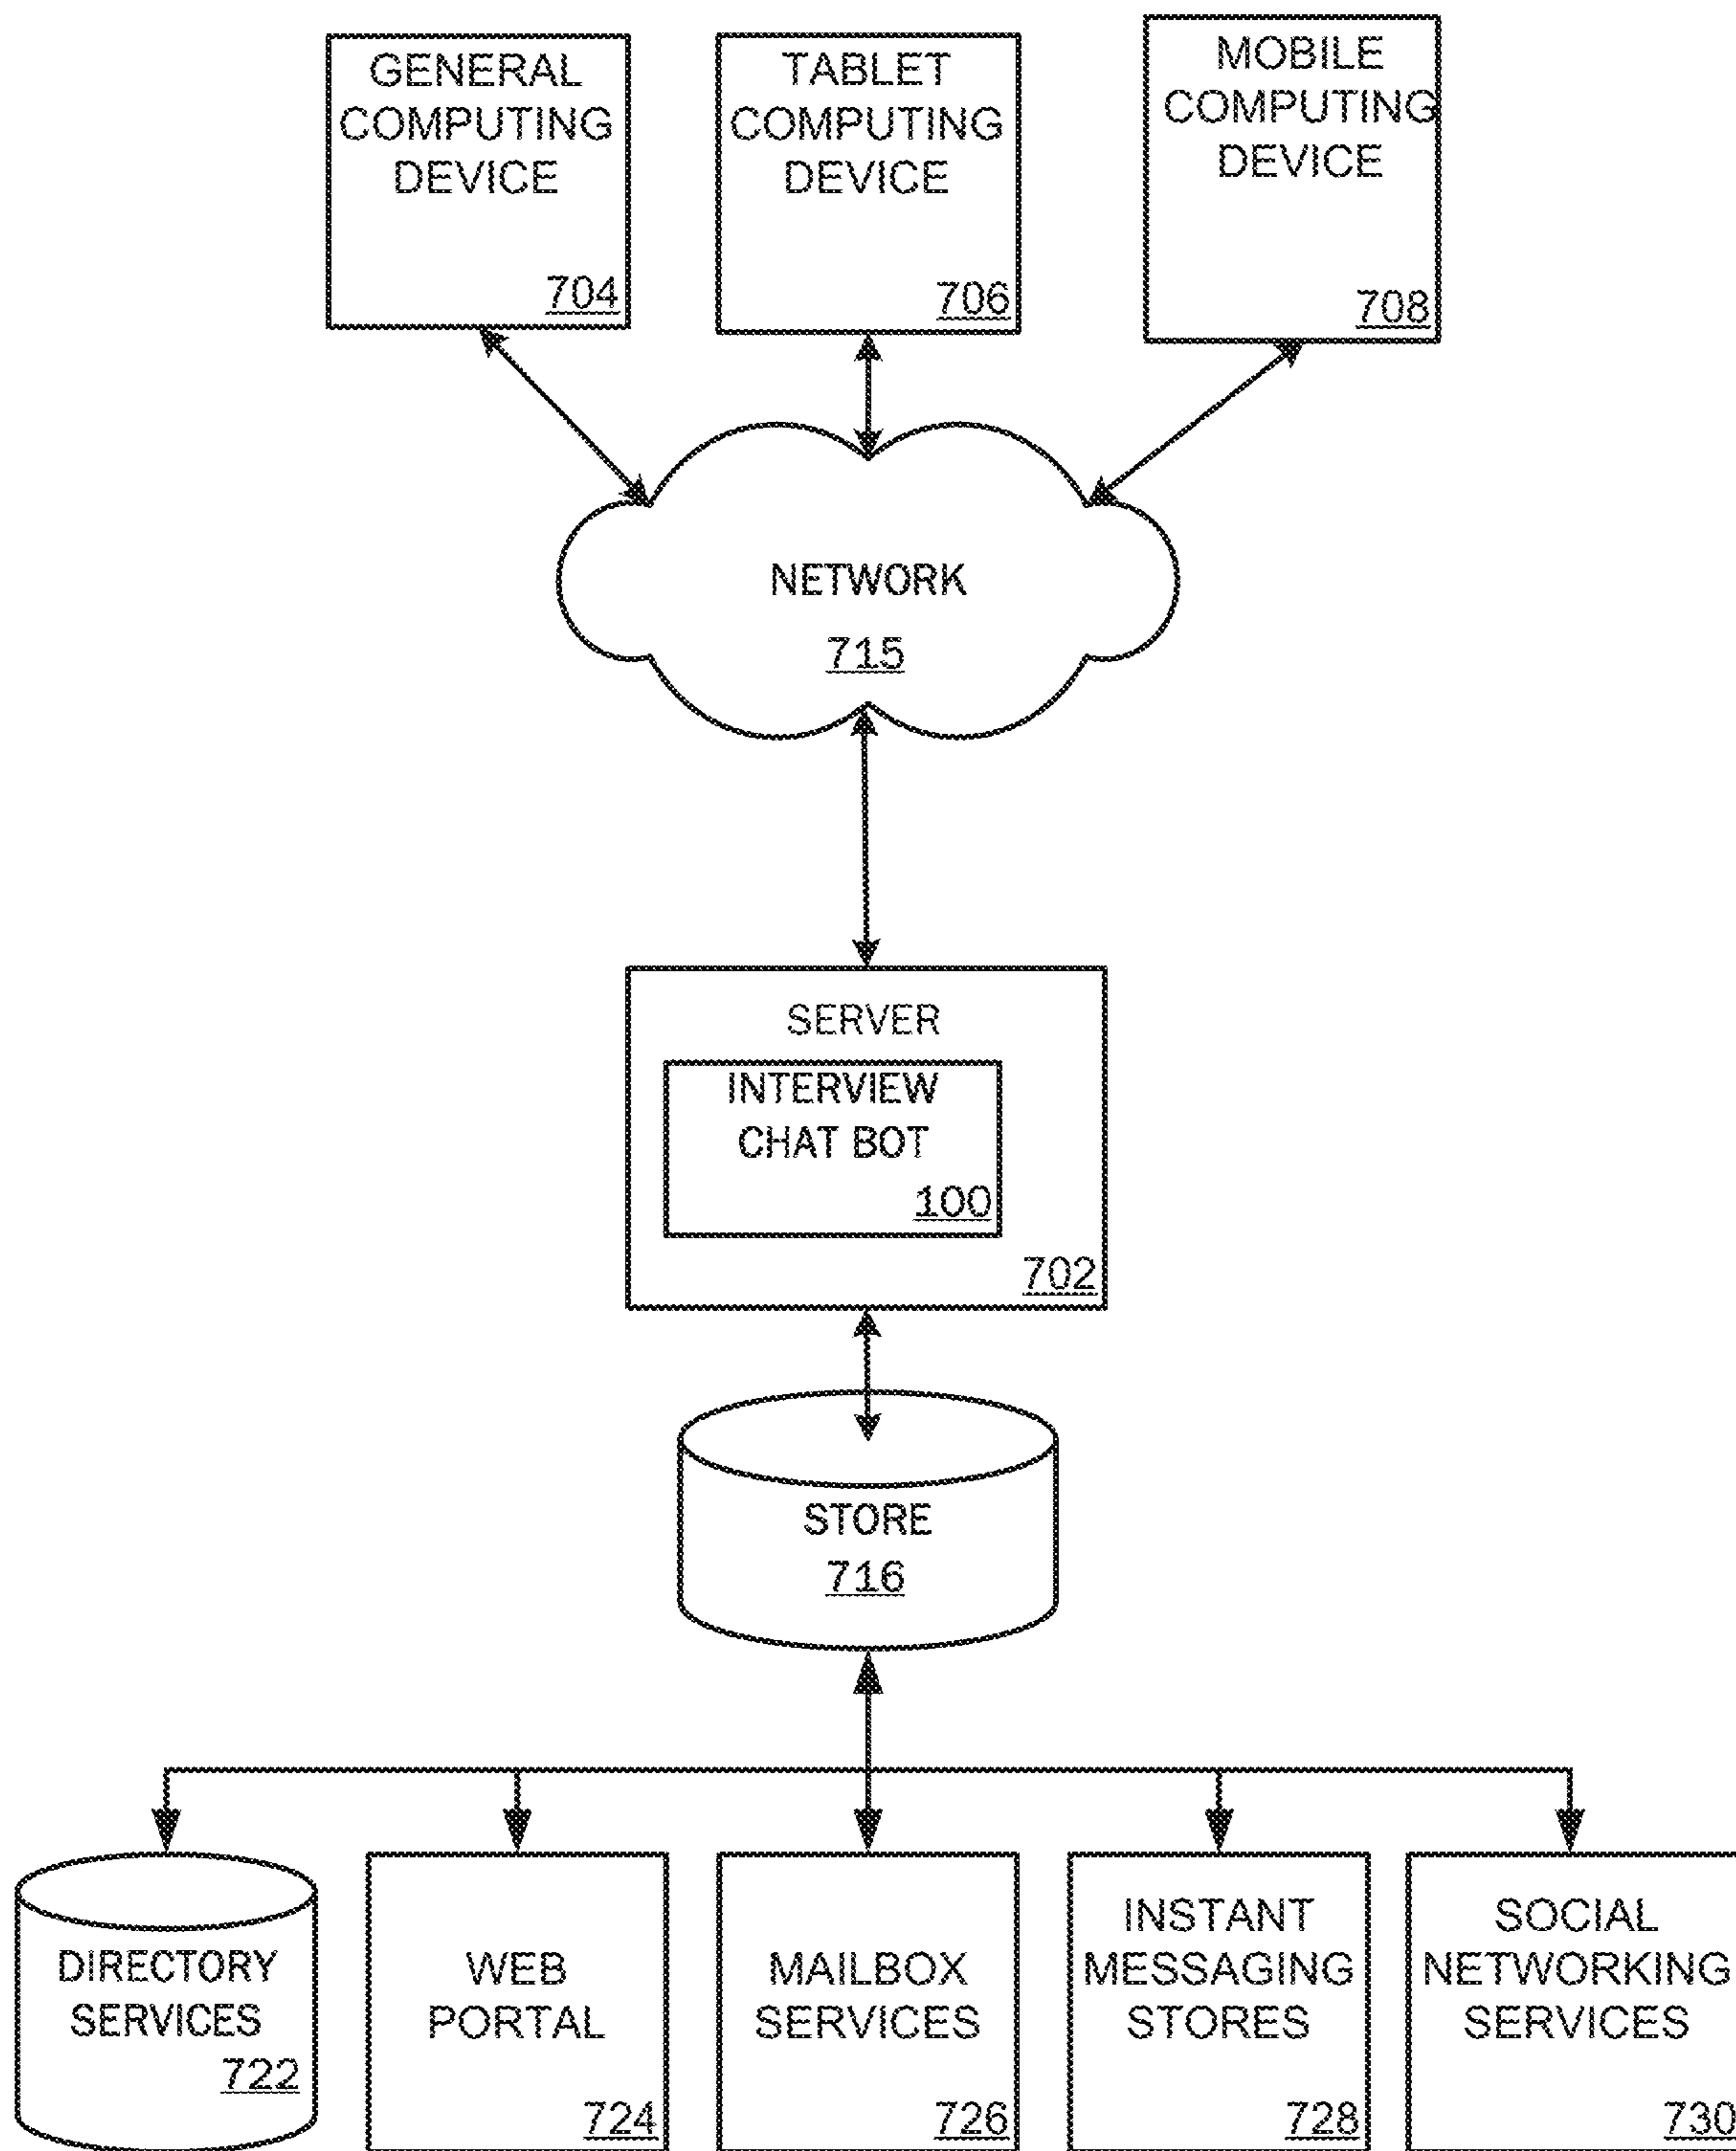 GENERAL
COMPUTING
DEVICE
704
TABLET
COMPUTING
DEVICE
706
MOBILE
COMPUTING
DEVICE
708
NETWORK
715
SERVER
INTERVIEW
CHAT BOT
100
702
STORE
716
DIRECTORY
SERVICES
722
WEB
PORTAL
724
MAILBOX
SERVICES
726
INSTANT
MESSAGING
STORES
728
SOCIAL
NETWORKING
SERVICES
730